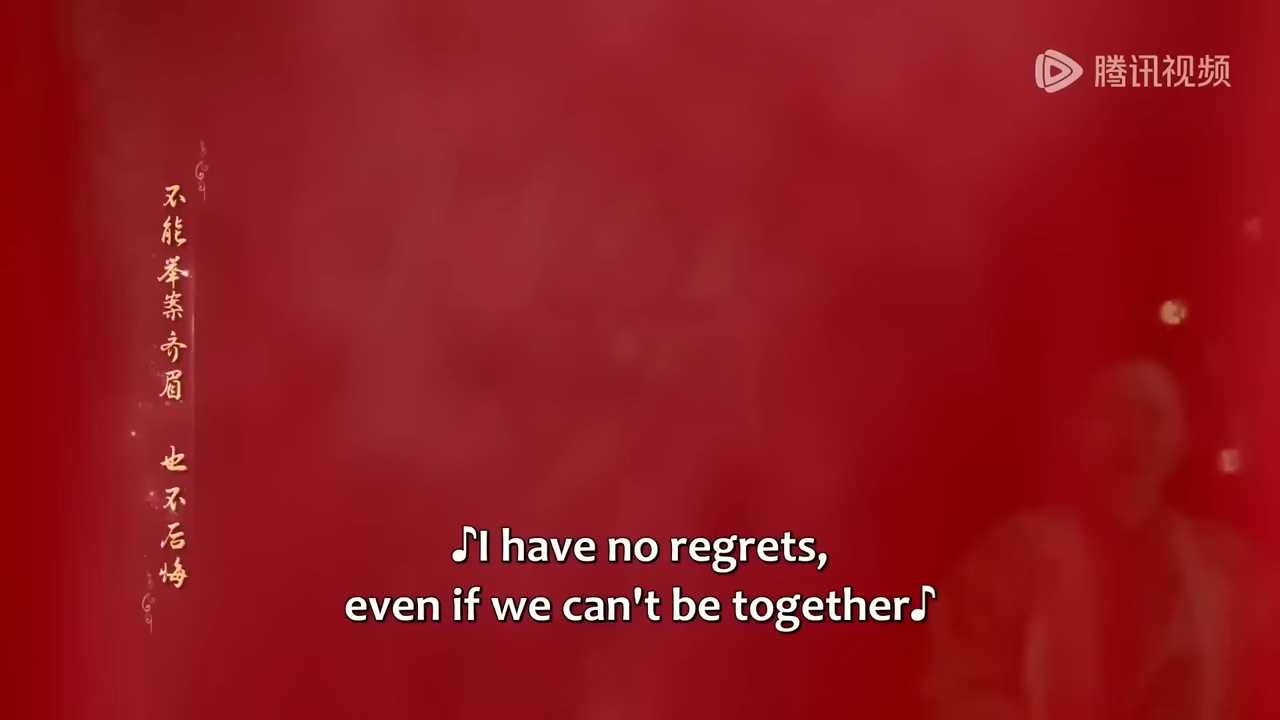 腾讯视频
不能举案齐眉 也不后悔
♪I have no regrets,
even if we can't be together♪